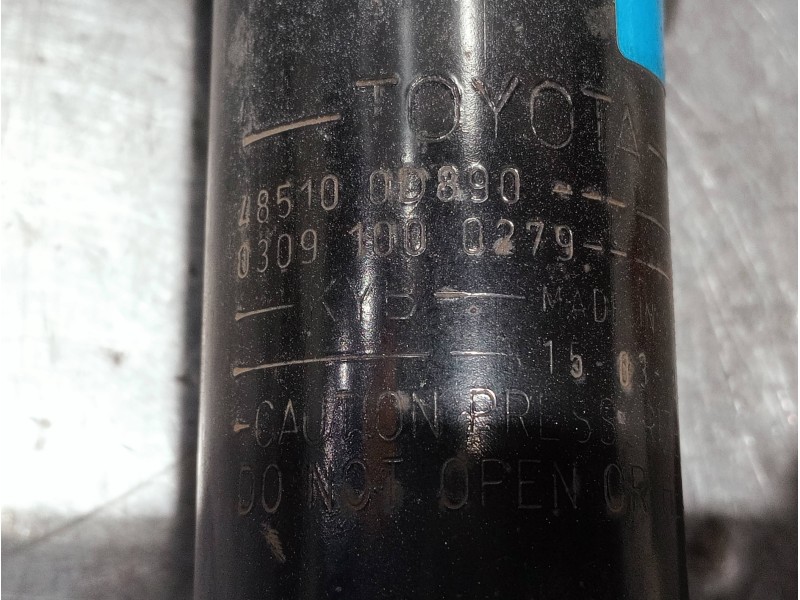 TOYOTA
48510 0D890
0309 100 0279
KYB MADE IN
15-03
CAUTION PRESS
DO NOT OPEN OR